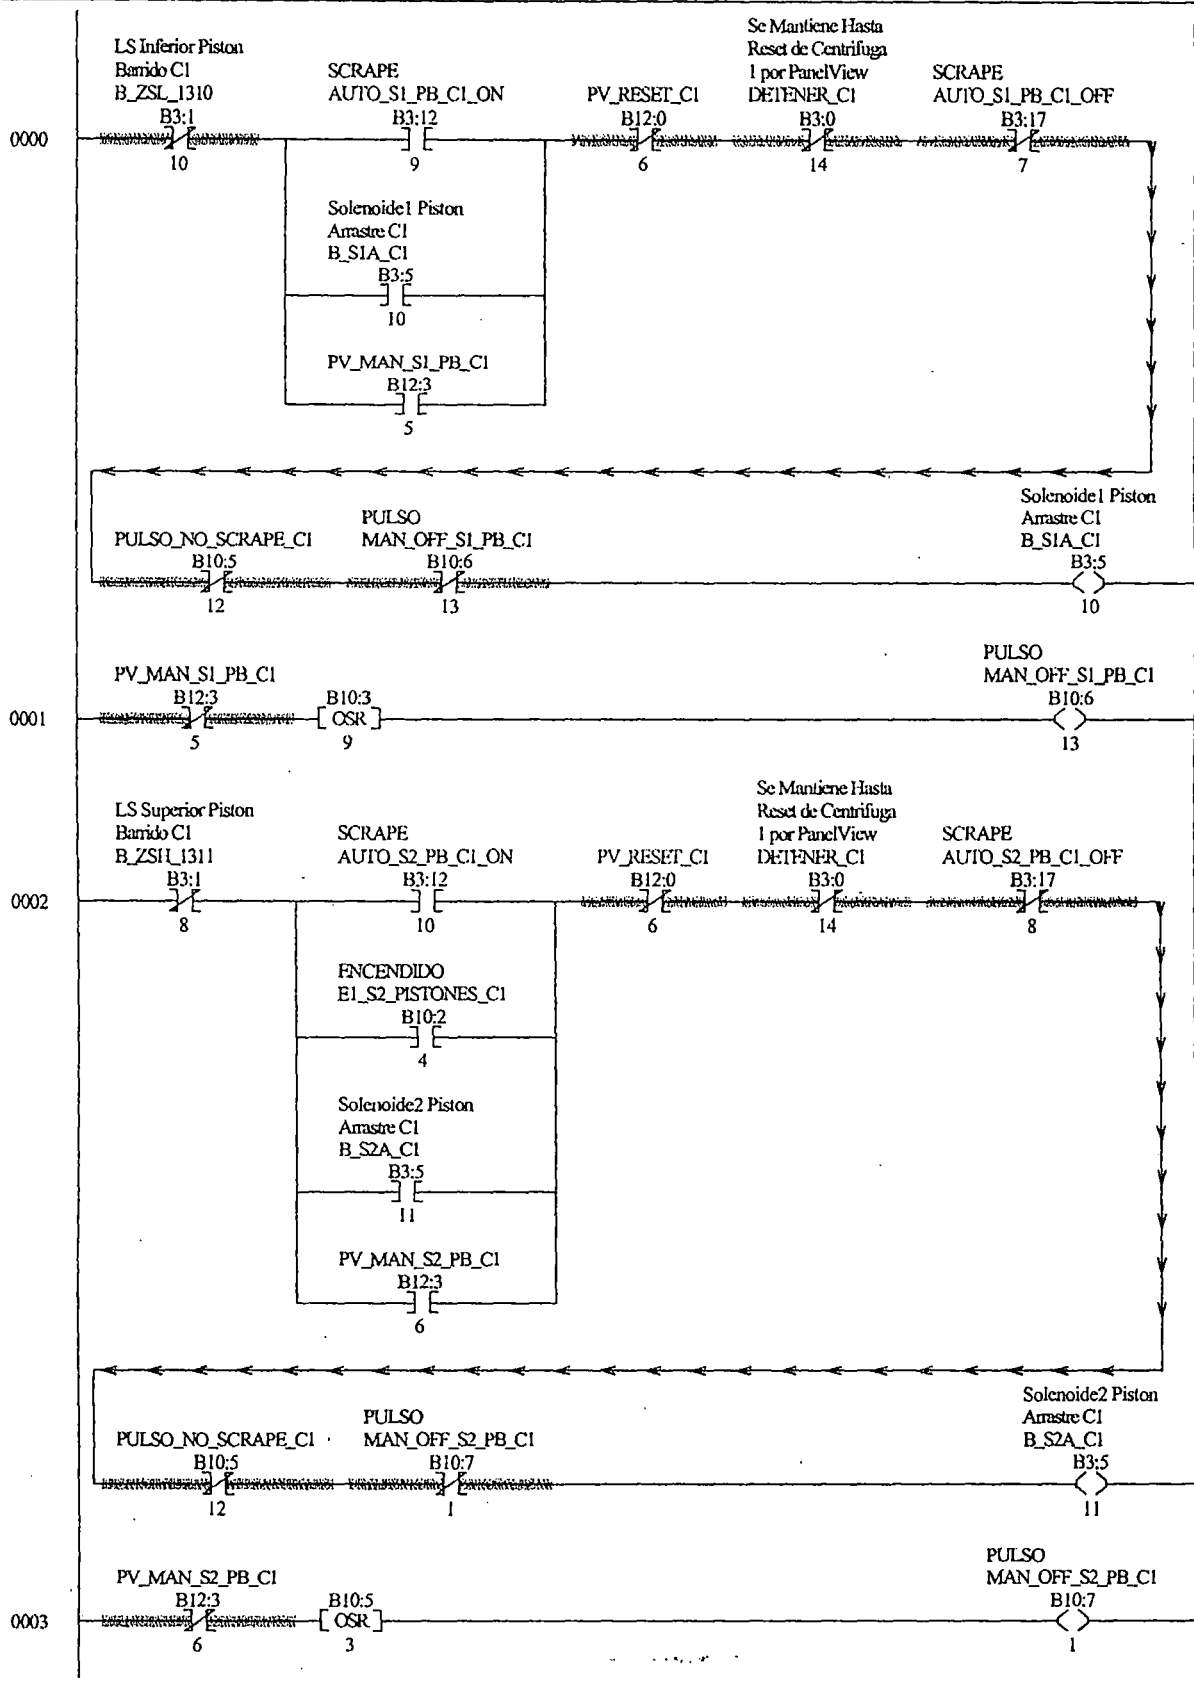 LS Inferior Piston
Barrido C1
B_ZSL_1310
B3:1
10
SCRAPE
AUTO_S1_PB_C1_ON
B3:12
9
PV_RESET_C1
B12:0
6
Se Mantiene Hasta
Reset de Centrifuga
1 por PanelView
DETENER_C1
B3:0
14
SCRAPE
AUTO_S1_PB_C1_OFF
B3:17
7
0000
Solenoide1 Piston
Arrastre C1
B_S1A_C1
B3:5
10
PV_MAN_S1_PB_C1
B12:3
5
PULSO_NO_SCRAPE_C1
B10:5
12
PULSO
MAN_OFF_S1_PB_C1
B10:6
13
Solenoide1 Piston
Arrastre C1
B_S1A_C1
B3:5
10
0001
PV_MAN_S1_PB_C1
B12:3
5
B10:3
OSR
9
PULSO
MAN_OFF_S1_PB_C1
B10:6
13
0002
LS Superior Piston
Barrido C1
B_ZSH_1311
B3:1
8
SCRAPE
AUTO_S2_PB_C1_ON
B3:12
10
PV_RESET_C1
B12:0
6
Se Mantiene Hasta
Reset de Centrifuga
1 por PanelView
DETENER_C1
B3:0
14
SCRAPE
AUTO_S2_PB_C1_OFF
B3:17
8
ENCENDIDO
E1_S2_PISTONES_C1
B10:2
4
Solenoide2 Piston
Arrastre C1
B_S2A_C1
B3:5
11
PV_MAN_S2_PB_C1
B12:3
6
PULSO_NO_SCRAPE_C1
B10:5
12
PULSO
MAN_OFF_S2_PB_C1
B10:7
1
Solenoide2 Piston
Arrastre C1
B_S2A_C1
B3:5
11
0003
PV_MAN_S2_PB_C1
B12:3
6
B10:5
OSR
3
PULSO
MAN_OFF_S2_PB_C1
B10:7
1